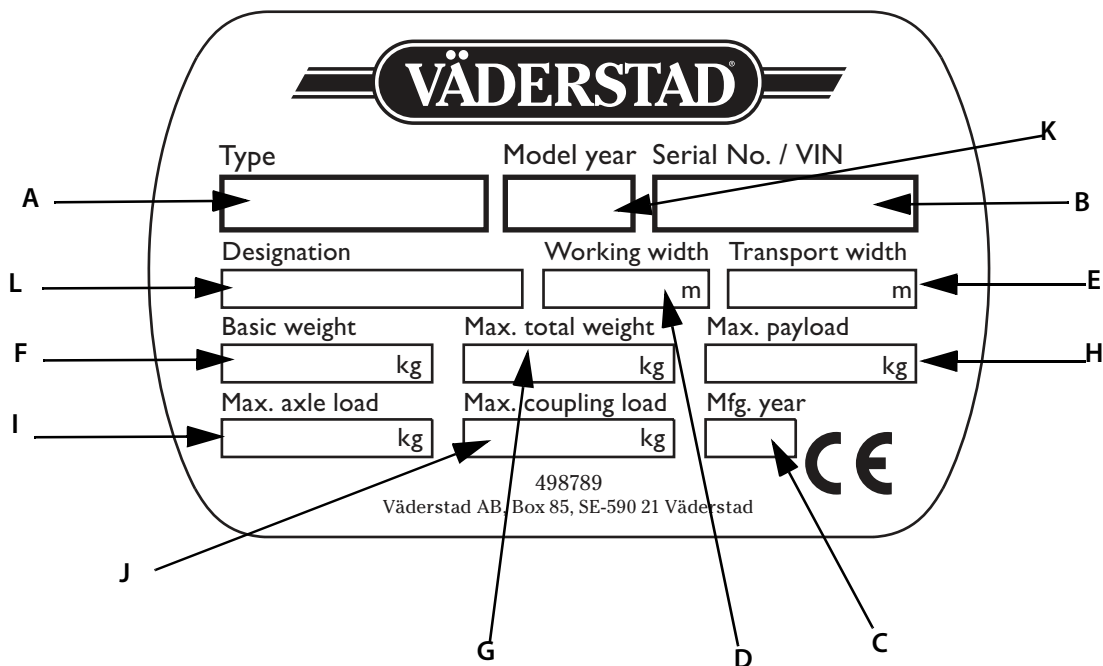 VÄDERSTAD®
K
Type Model year Serial No. / VIN
A B
Designation Working width Transport width
L m m E
Basic weight Max. total weight Max. payload
F kg kg kg H
Max. axle load Max. coupling load Mfg. year
I kg kg CE
498789
Väderstad AB, Box 85, SE-590 21 Väderstad
J G D C